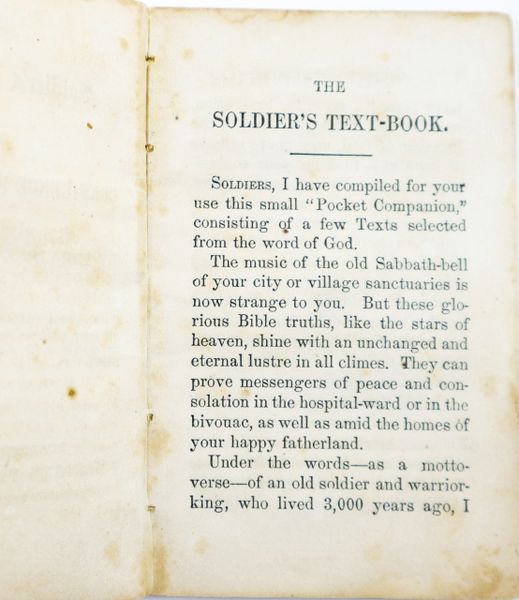 THE
SOLDIER'S TEXT-BOOK.
SOLDIERS, I have compiled for your
use this small "Pocket Companion,"
consisting of a few Texts selected
from the word of God.
The music of the old Sabbath-bell
of your city or village sanctuaries is
now strange to you. But these glo-
rious Bible truths, like the stars of
heaven, shine with an unchanged and
eternal lustre in all climes. They can
prove messengers of peace and con-
solation in the hospital-ward or in the
bivouac, as well as amid the homes of
your happy fatherland.
Under the words—as a motto-
verse—of an old soldier and warrior-
king, who lived 3,000 years ago, I